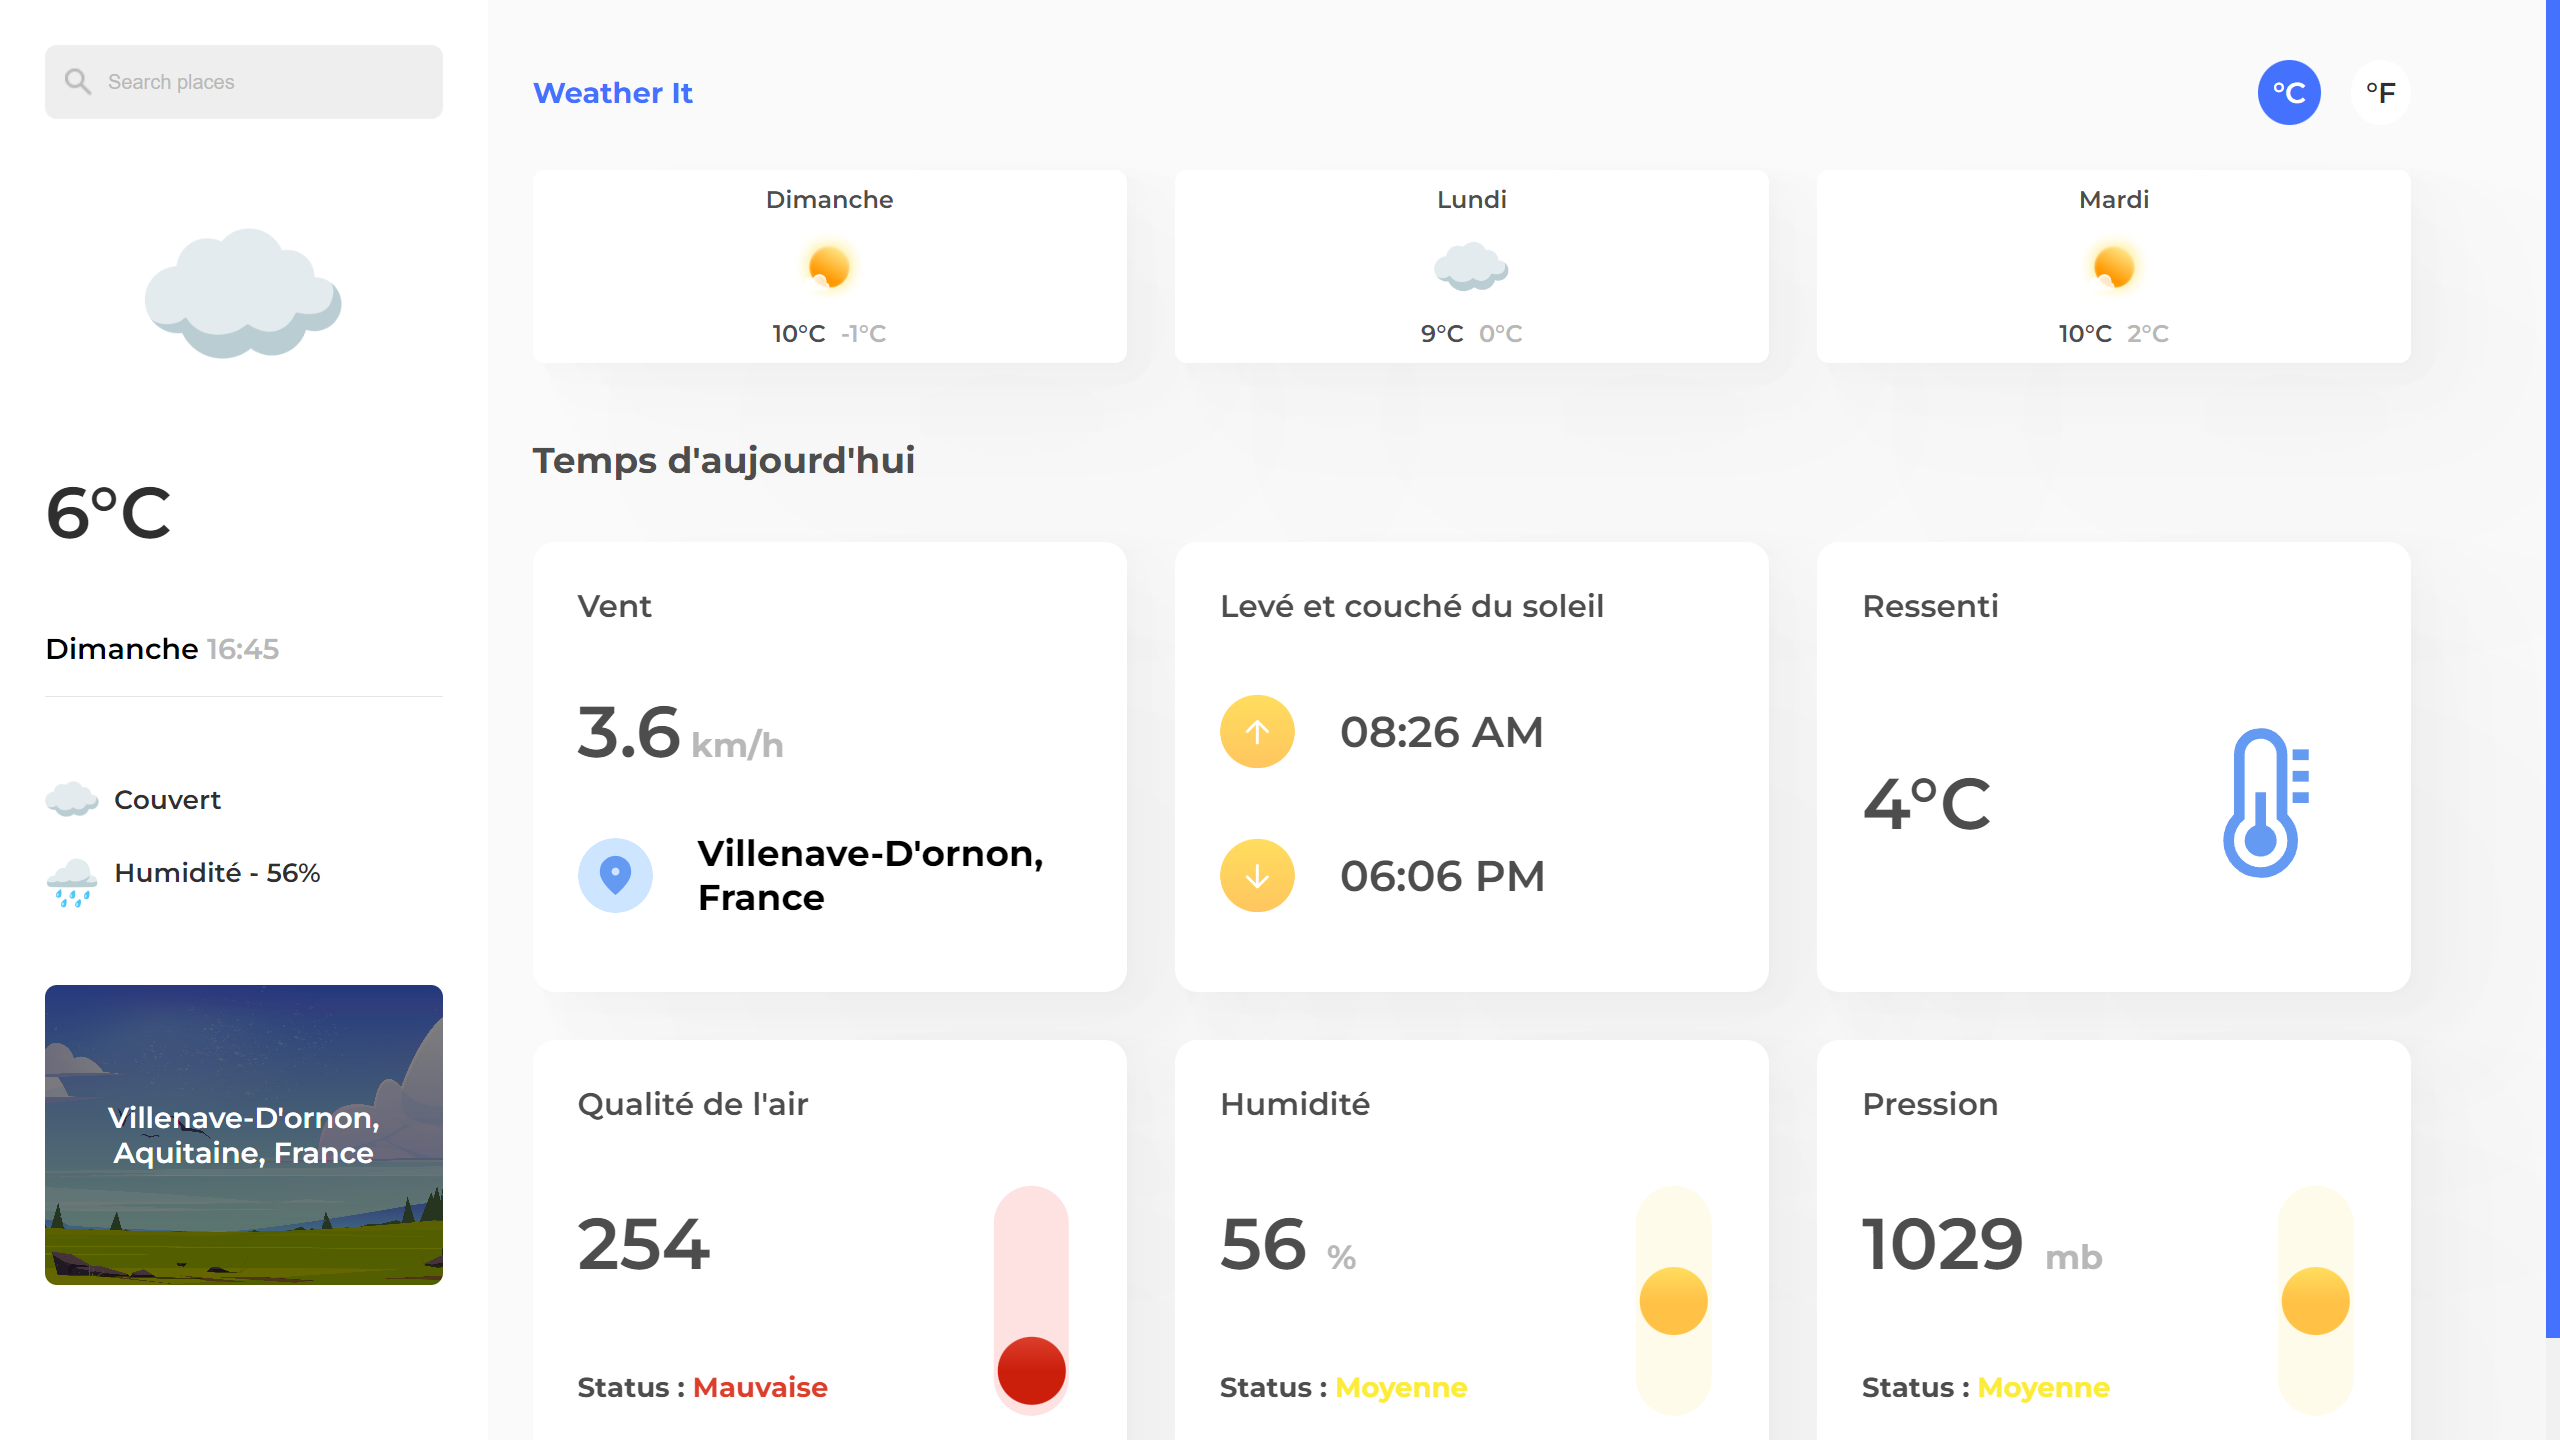 Search places
6°C
Dimanche 16:45
Couvert
Humidité - 56%
Villenave-D'ornon,
Aquitaine, France
Weather It
°C
°F
Dimanche
10°C -1°C
Lundi
9°C 0°C
Mardi
10°C 2°C
Temps d'aujourd'hui
Vent
3.6 km/h
Villenave-D'ornon,
France
Levé et couché du soleil
08:26 AM
06:06 PM
Ressenti
4°C
Qualité de l'air
254
Status : Mauvaise
Humidité
56 %
Status : Moyenne
Pression
1029 mb
Status : Moyenne